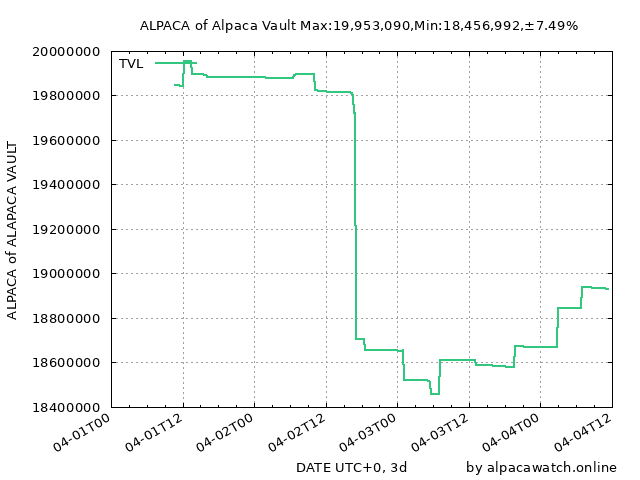 ALPACA of Alpaca Vault Max:19,953,090,Min:18,456,992,±7.49%
TVL
ALPACA of ALAPACA VAULT
20000000
19800000
19600000
19400000
19200000
19000000
18800000
18600000
18400000
04-01T00
04-01T12
04-02T00
04-02T12
04-03T00
04-03T12
04-04T00
04-04T12
DATE UTC+0, 3d
by alpacawatch.online